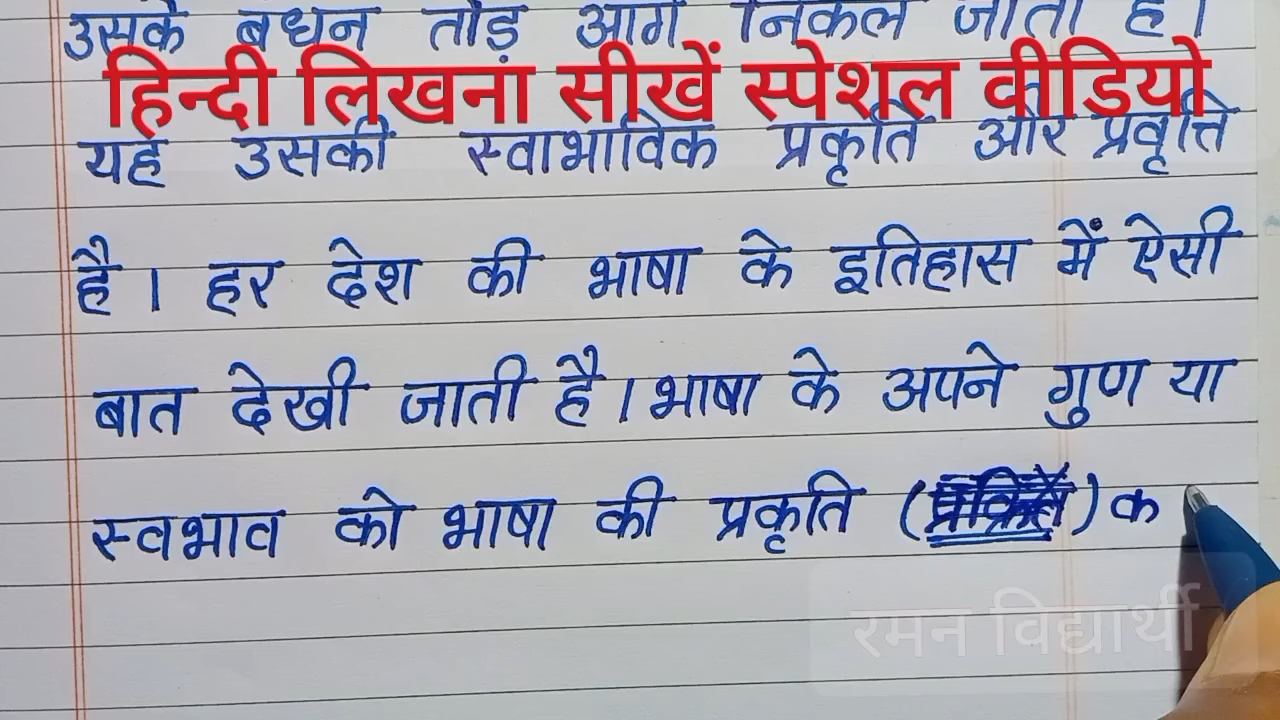 उसके बंधन तोड़ आगे निकल जाता है।
हिन्दी लिखना सीखें स्पेशल वीडियो
यह उसकी स्वाभाविक प्रकृति और प्रवृत्ति
है। हर देश की भाषा के इतिहास में ऐसी
बात देखी जाती है। भाषा के अपने गुण या
स्वभाव को भाषा की प्रकृति ( ) क
रमन विद्यार्थी